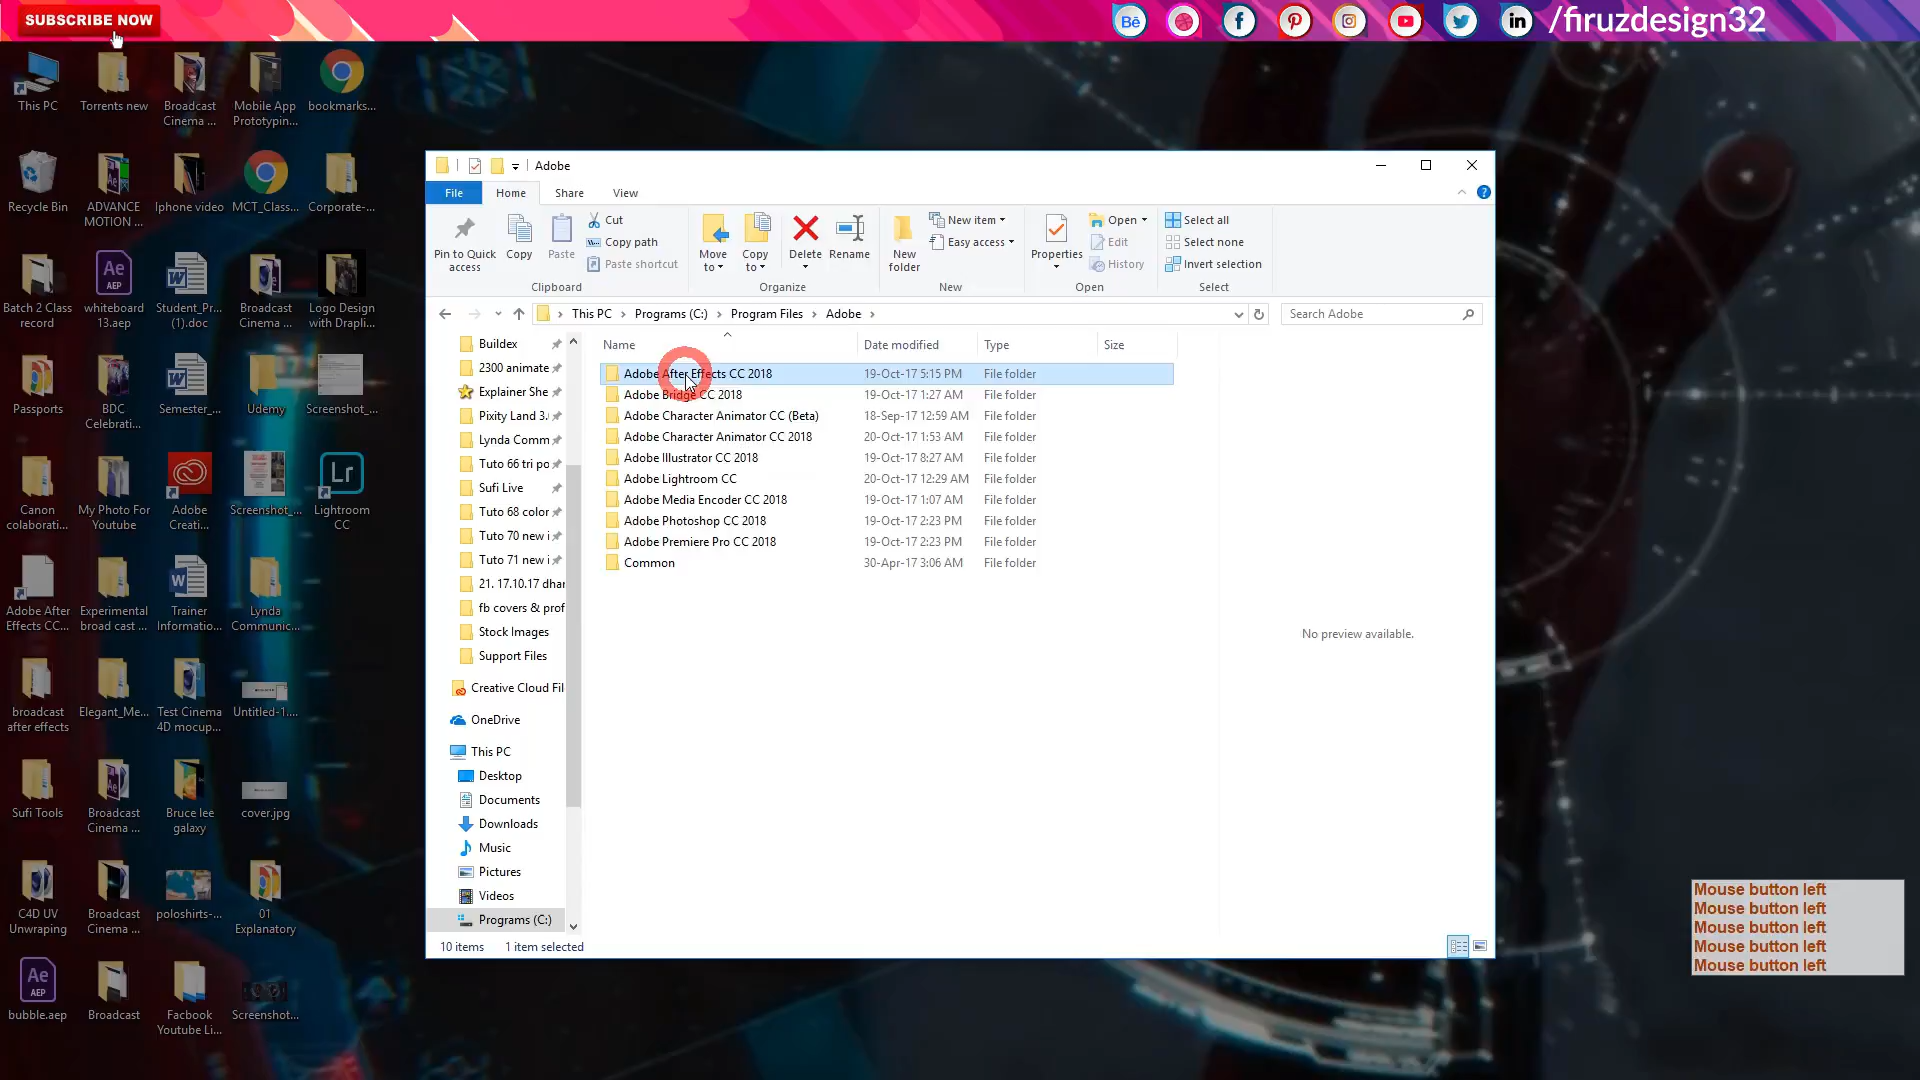 SUBSCRIBE NOW
Bē
/firuzdesign32
This PC
Torrents new
Broadcast
Cinema ...
Mobile App
Prototypin...
bookmarks...
Recycle Bin
ADVANCE
MOTION ...
Iphone video
MCT_Class...
Corporate-...
Batch 2 Class
record
whiteboard
13.aep
Student_Pr...
(1).doc
Broadcast
Cinema ...
Logo Design
with Drapli...
Passports
BDC
Celebrati...
Semester_...
Udemy
Screenshot_...
Canon
colaborati...
My Photo For
Youtube
Adobe
Creati...
Screenshot_...
Lightroom
CC
Adobe After
Effects CC...
Experimental
broad cast ...
Trainer
Informatio...
Lynda
Communic...
broadcast
after effects
Elegant_Me...
Test Cinema
4D mocup...
Untitled-1....
Sufi Tools
Broadcast
Cinema ...
Bruce lee
galaxy
cover.jpg
C4D UV
Unwraping
Broadcast
Cinema ...
poloshirts-...
01
Explanatory
bubble.aep
Broadcast
Facbook
Youtube Li...
Screenshot...
Adobe
File Home Share View
Pin to Quick
access
Copy
Paste
Cut
Copy path
Paste shortcut
Clipboard
Move
to
Copy
to
Delete
Rename
Organize
New
folder
New item
Easy access
New
Properties
Open
Edit
History
Open
Select all
Select none
Invert selection
Select
This PC Programs (C:) Program Files Adobe
Search Adobe
Buildex
2300 animate
Explainer She
Pixity Land 3.
Lynda Comm
Tuto 66 tri po
Sufi Live
Tuto 68 color
Tuto 70 new i
Tuto 71 new i
21. 17.10.17 dhar
fb covers & prof
Stock Images
Support Files
Creative Cloud Fil
OneDrive
This PC
Desktop
Documents
Downloads
Music
Pictures
Videos
Programs (C:)
Name Date modified Type Size
Adobe After Effects CC 2018 19-Oct-17 5:15 PM File folder
Adobe Bridge CC 2018 19-Oct-17 1:27 AM File folder
Adobe Character Animator CC (Beta) 18-Sep-17 12:59 AM File folder
Adobe Character Animator CC 2018 20-Oct-17 1:53 AM File folder
Adobe Illustrator CC 2018 19-Oct-17 8:27 AM File folder
Adobe Lightroom CC 20-Oct-17 12:29 AM File folder
Adobe Media Encoder CC 2018 19-Oct-17 1:07 AM File folder
Adobe Photoshop CC 2018 19-Oct-17 2:23 PM File folder
Adobe Premiere Pro CC 2018 19-Oct-17 2:23 PM File folder
Common 30-Apr-17 3:06 AM File folder
No preview available.
10 items 1 item selected
Mouse button left
Mouse button left
Mouse button left
Mouse button left
Mouse button left